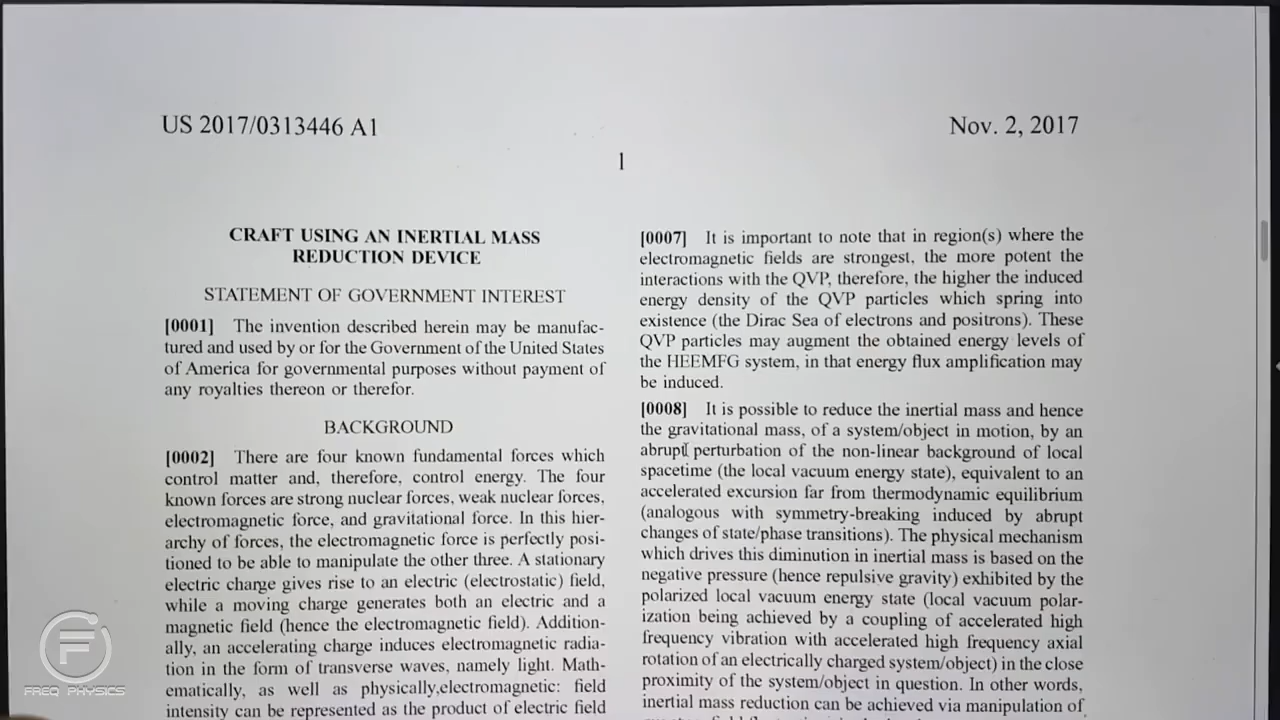 US 2017/0313446 A1
Nov. 2, 2017
1
CRAFT USING AN INERTIAL MASS
REDUCTION DEVICE
STATEMENT OF GOVERNMENT INTEREST
[0001] The invention described herein may be manufac-
tured and used by or for the Government of the United States
of America for governmental purposes without payment of
any royalties thereon or therefor.
BACKGROUND
[0002] There are four known fundamental forces which
control matter and, therefore, control energy. The four
known forces are strong nuclear forces, weak nuclear forces,
electromagnetic force, and gravitational force. In this hier-
archy of forces, the electromagnetic force is perfectly posi-
tioned to be able to manipulate the other three. A stationary
electric charge gives rise to an electric (electrostatic) field,
while a moving charge generates both an electric and a
magnetic field (hence the electromagnetic field). Addition-
ally, an accelerating charge induces electromagnetic radia-
tion in the form of transverse waves, namely light. Math-
ematically, as well as physically,electromagnetic: field
intensity can be represented as the product of electric field
[0007] It is important to note that in region(s) where the
electromagnetic fields are strongest, the more potent the
interactions with the QVP, therefore, the higher the induced
energy density of the QVP particles which spring into
existence (the Dirac Sea of electrons and positrons). These
QVP particles may augment the obtained energy levels of
the HEEMFG system, in that energy flux amplification may
be induced.
[0008] It is possible to reduce the inertial mass and hence
the gravitational mass, of a system/object in motion, by an
abrupt perturbation of the non-linear background of local
spacetime (the local vacuum energy state), equivalent to an
accelerated excursion far from thermodynamic equilibrium
(analogous with symmetry-breaking induced by abrupt
changes of state/phase transitions). The physical mechanism
which drives this diminution in inertial mass is based on the
negative pressure (hence repulsive gravity) exhibited by the
polarized local vacuum energy state (local vacuum polar-
ization being achieved by a coupling of accelerated high
frequency vibration with accelerated high frequency axial
rotation of an electrically charged system/object) in the close
proximity of the system/object in question. In other words,
inertial mass reduction can be achieved via manipulation of
FREQ PHYSICS